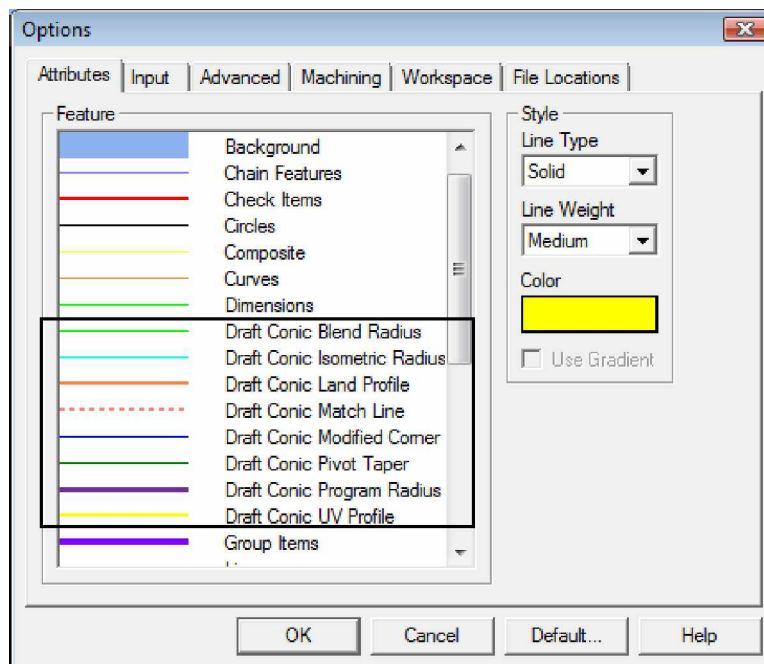 Options
Attributes Input Advanced Machining Workspace File Locations
Feature
Background
Chain Features
Check Items
Circles
Composite
Curves
Dimensions
Draft Conic Blend Radius
Draft Conic Isometric Radius
Draft Conic Land Profile
Draft Conic Match Line
Draft Conic Modified Corner
Draft Conic Pivot Taper
Draft Conic Program Radius
Draft Conic UV Profile
Group Items
Style
Line Type
Solid
Line Weight
Medium
Color
Use Gradient
OK Cancel Default... Help